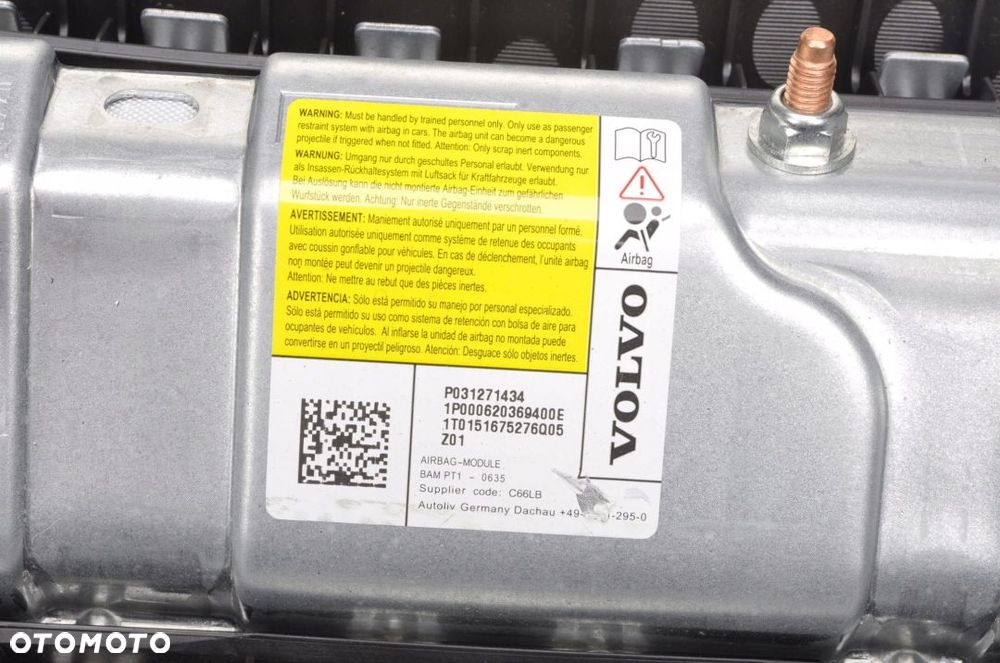 WARNING: Must be handled by trained personnel only. Only use as passenger
restraint system with airbag in cars. The airbag unit can become a dangerous
projectile if triggered when not fitted. Attention: Only scrap inert components.
WARNUNG: Umgang nur durch geschultes Personal erlaubt. Verwendung nur
als Insassen-Rückhaltesystem mit Luftsack für Kraftfahrzeuge erlaubt.
Bei Auslösung kann die nicht montierte Airbag-Einheit zum gefährlichen
Wurfstück werden. Achtung: Nur inerte Gegenstände verschrotten.
AVERTISSEMENT: Maniement autorisé uniquement par un personnel formé.
Utilisation autorisée uniquement comme système de retenue des occupants
avec coussin gonflable pour véhicules. En cas de déclenchement, l'unité airbag
non montée peut devenir un projectile dangereux.
Attention: Ne mettre au rebut que des pièces inertes.
ADVERTENCIA: Sólo está permitido su manejo por personal especializado.
Sólo está permitido su uso como sistema de retención con bolsa de aire para
ocupantes de vehículos. Al inflarse la unidad de airbag no montada puede
convertirse en un proyectil peligroso. Atención: Desguace sólo objetos inertes.
Airbag
VOLVO
P031271434
1P000620369400E
1T0151675276Q05
Z01
AIRBAG-MODULE
BAM PT1 - 0635
Supplier code: C66LB
Autoliv Germany Dachau +49- -295-0
OTOMOTO